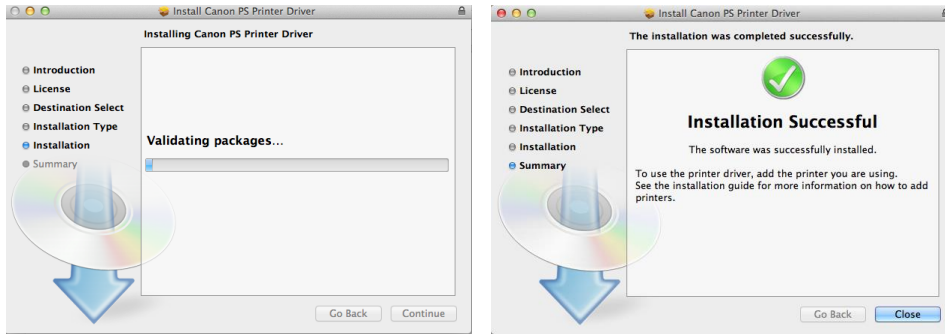 Install Canon PS Printer Driver
Installing Canon PS Printer Driver
Introduction
License
Destination Select
Installation Type
Installation
Summary
Validating packages...
Go Back
Continue
Install Canon PS Printer Driver
The installation was completed successfully.
Introduction
License
Destination Select
Installation Type
Installation
Summary
Installation Successful
The software was successfully installed.
To use the printer driver, add the printer you are using.
See the installation guide for more information on how to add
printers.
Go Back
Close